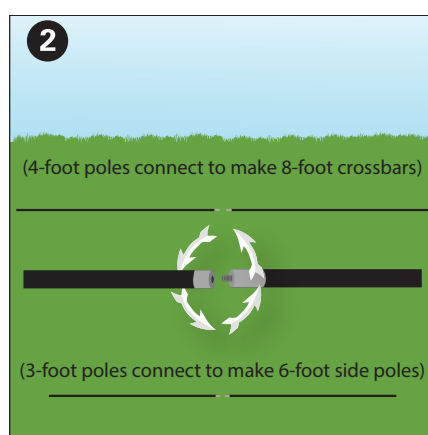 2
(4-foot poles connect to make 8-foot crossbars)
(3-foot poles connect to make 6-foot side poles)